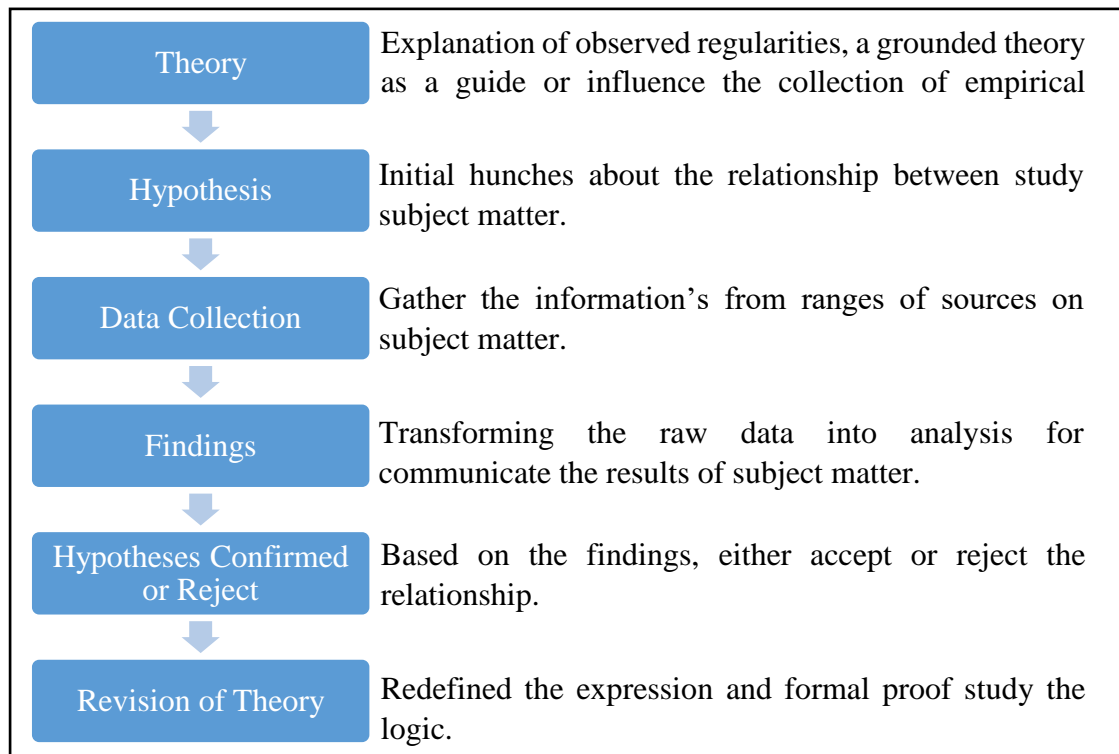 Theory
Explanation of observed regularities, a grounded theory
as a guide or influence the collection of empirical
Hypothesis
Initial hunches about the relationship between study
subject matter.
Data Collection
Gather the information’s from ranges of sources on
subject matter.
Findings
Transforming the raw data into analysis for
communicate the results of subject matter.
Hypotheses Confirmed
or Reject
Based on the findings, either accept or reject the
relationship.
Revision of Theory
Redefined the expression and formal proof study the
logic.